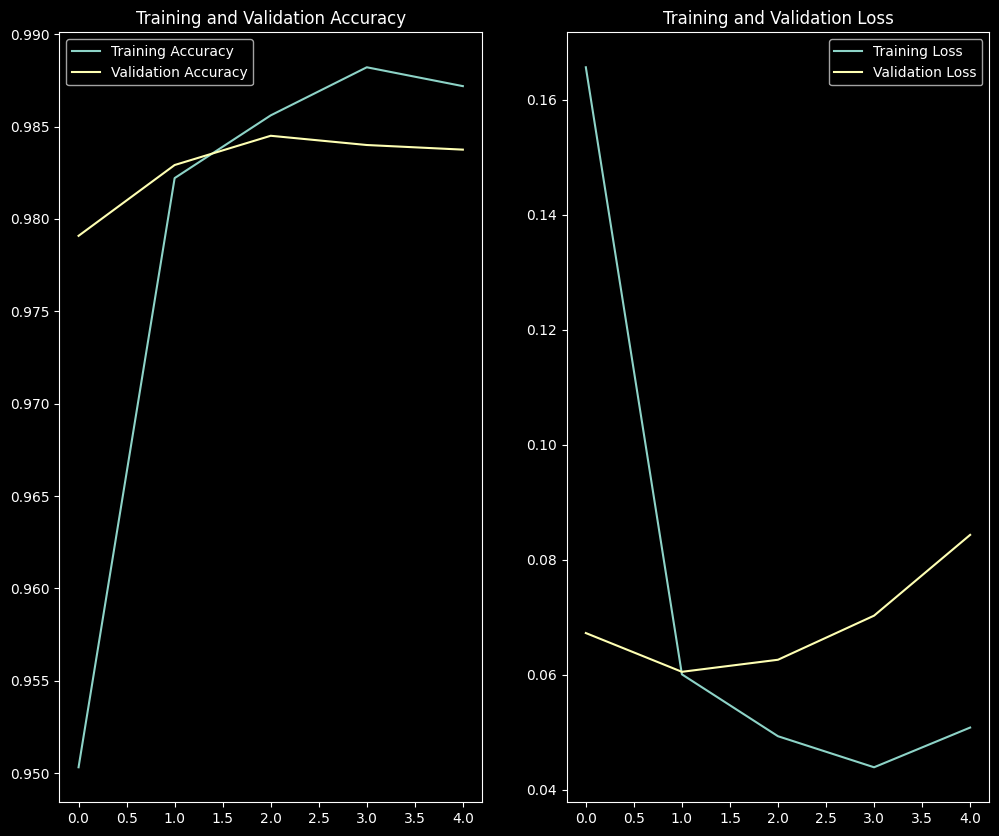 Training and Validation Accuracy
Training Accuracy
Validation Accuracy
0.990
0.985
0.980
0.975
0.970
0.965
0.960
0.955
0.950
0.0 0.5 1.0 1.5 2.0 2.5 3.0 3.5 4.0
Training and Validation Loss
Training Loss
Validation Loss
0.16
0.14
0.12
0.10
0.08
0.06
0.04
0.0 0.5 1.0 1.5 2.0 2.5 3.0 3.5 4.0